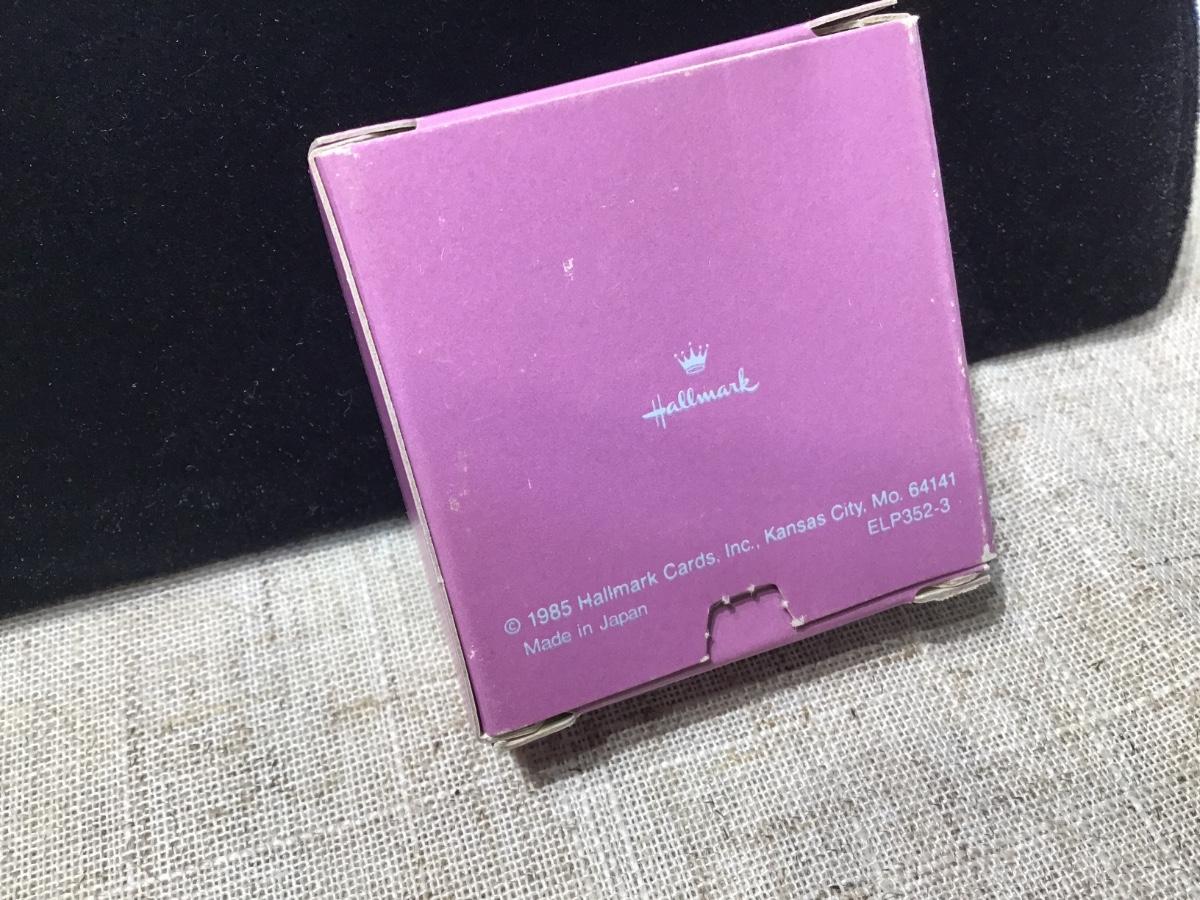 Hallmark
© 1985 Hallmark Cards, Inc., Kansas City, Mo. 64141
Made in Japan
ELP352-3